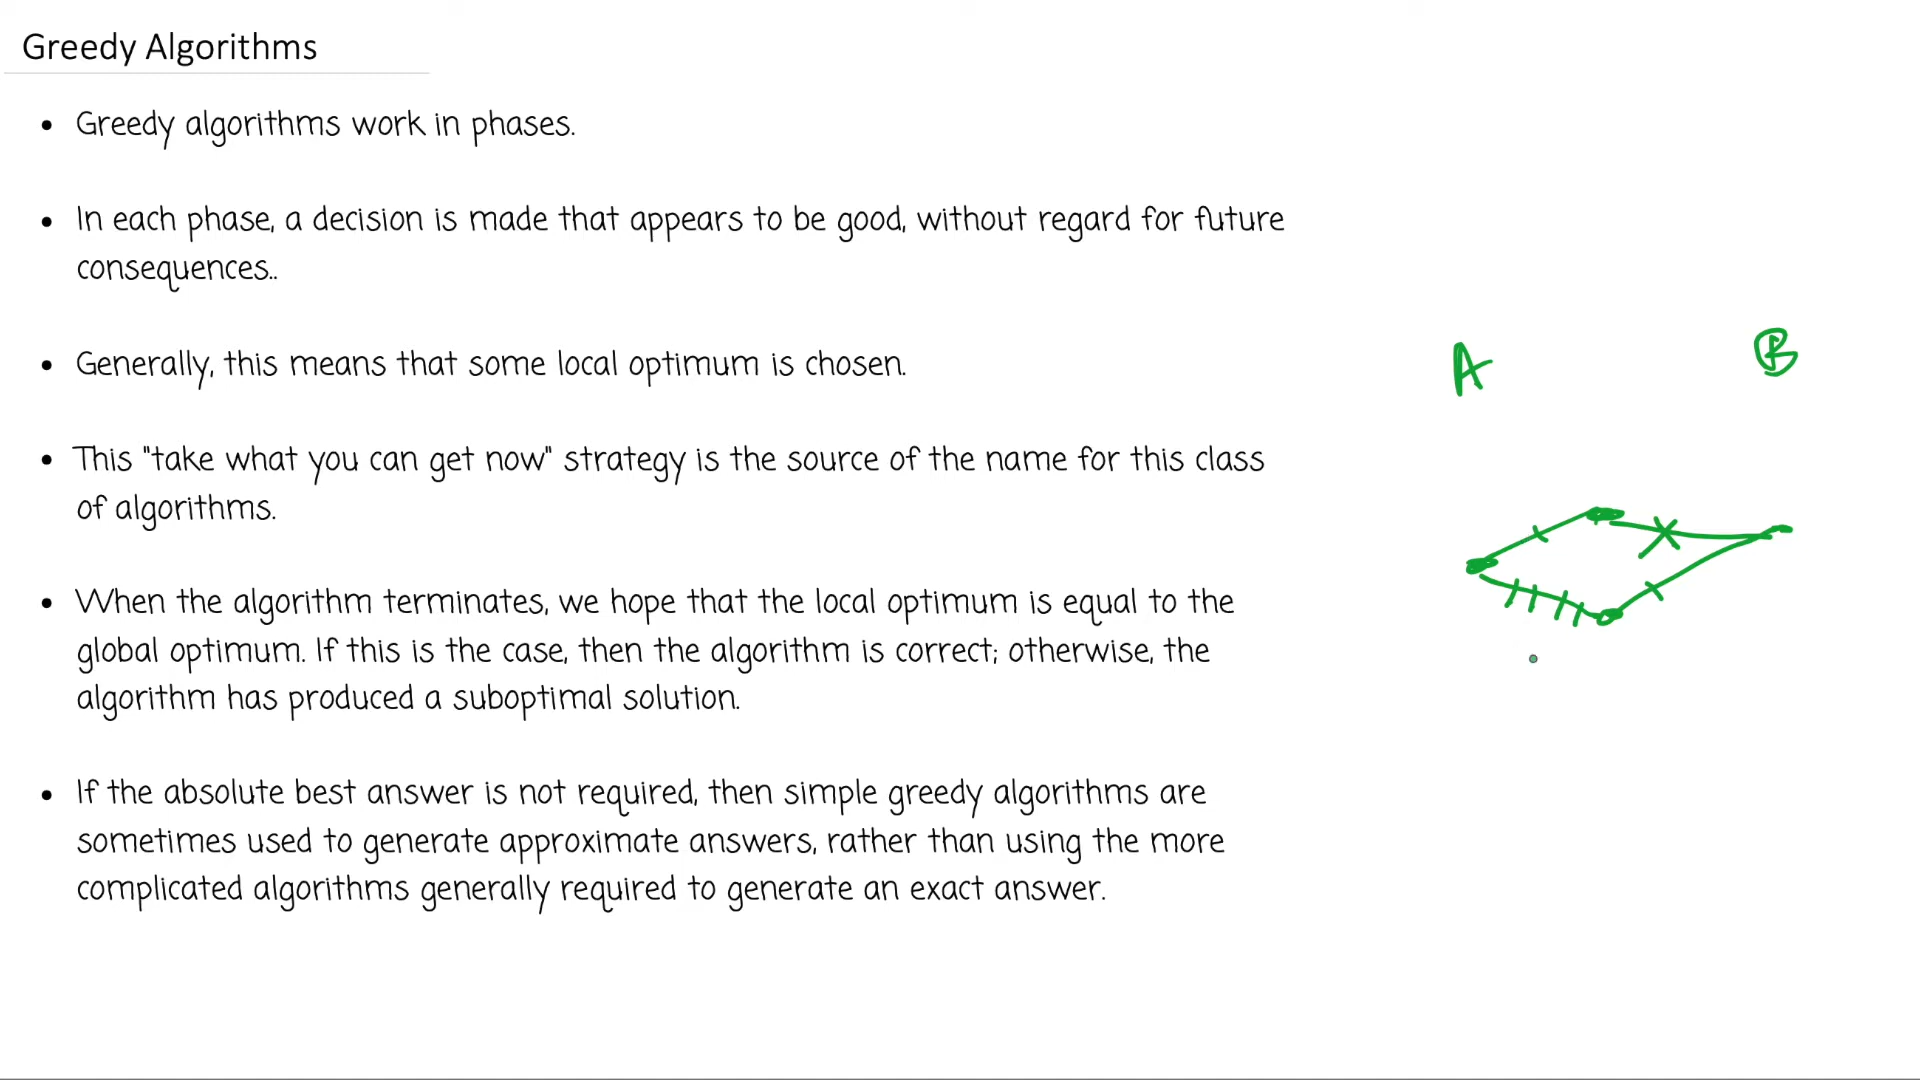 Greedy Algorithms
• Greedy algorithms work in phases.
• In each phase, a decision is made that appears to be good, without regard for future
consequences..
• Generally, this means that some local optimum is chosen.
A B
• This "take what you can get now" strategy is the source of the name for this class
of algorithms.
• When the algorithm terminates, we hope that the local optimum is equal to the
global optimum. If this is the case, then the algorithm is correct; otherwise, the
algorithm has produced a suboptimal solution.
• If the absolute best answer is not required, then simple greedy algorithms are
sometimes used to generate approximate answers, rather than using the more
complicated algorithms generally required to generate an exact answer.